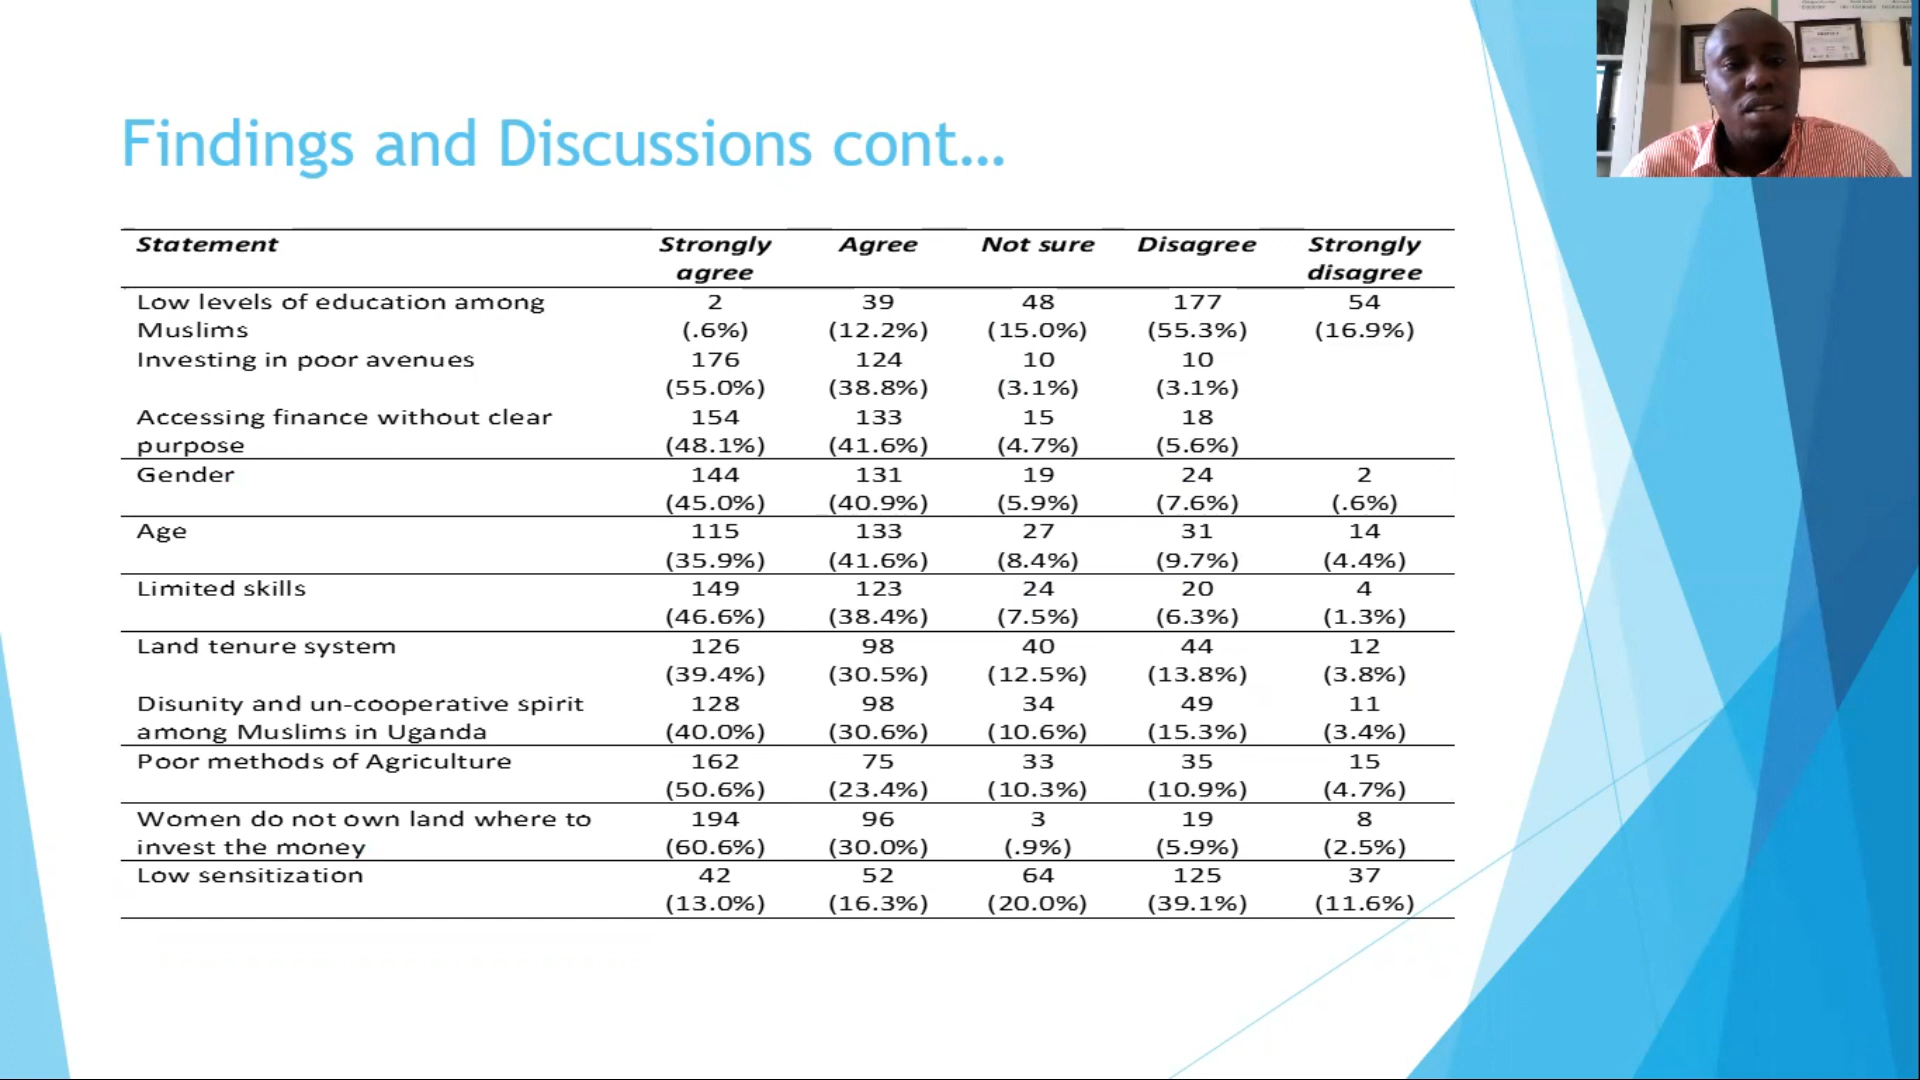 Findings and Discussions cont…
Statement Strongly agree Agree Not sure Disagree Strongly disagree
Low levels of education among 2 39 48 177 54
Muslims (.6%) (12.2%) (15.0%) (55.3%) (16.9%)
Investing in poor avenues 176 124 10 10
(55.0%) (38.8%) (3.1%) (3.1%)
Accessing finance without clear 154 133 15 18
purpose (48.1%) (41.6%) (4.7%) (5.6%)
Gender 144 131 19 24 2
(45.0%) (40.9%) (5.9%) (7.6%) (.6%)
Age 115 133 27 31 14
(35.9%) (41.6%) (8.4%) (9.7%) (4.4%)
Limited skills 149 123 24 20 4
(46.6%) (38.4%) (7.5%) (6.3%) (1.3%)
Land tenure system 126 98 40 44 12
(39.4%) (30.5%) (12.5%) (13.8%) (3.8%)
Disunity and un-cooperative spirit 128 98 34 49 11
among Muslims in Uganda (40.0%) (30.6%) (10.6%) (15.3%) (3.4%)
Poor methods of Agriculture 162 75 33 35 15
(50.6%) (23.4%) (10.3%) (10.9%) (4.7%)
Women do not own land where to 194 96 3 19 8
invest the money (60.6%) (30.0%) (.9%) (5.9%) (2.5%)
Low sensitization 42 52 64 125 37
(13.0%) (16.3%) (20.0%) (39.1%) (11.6%)